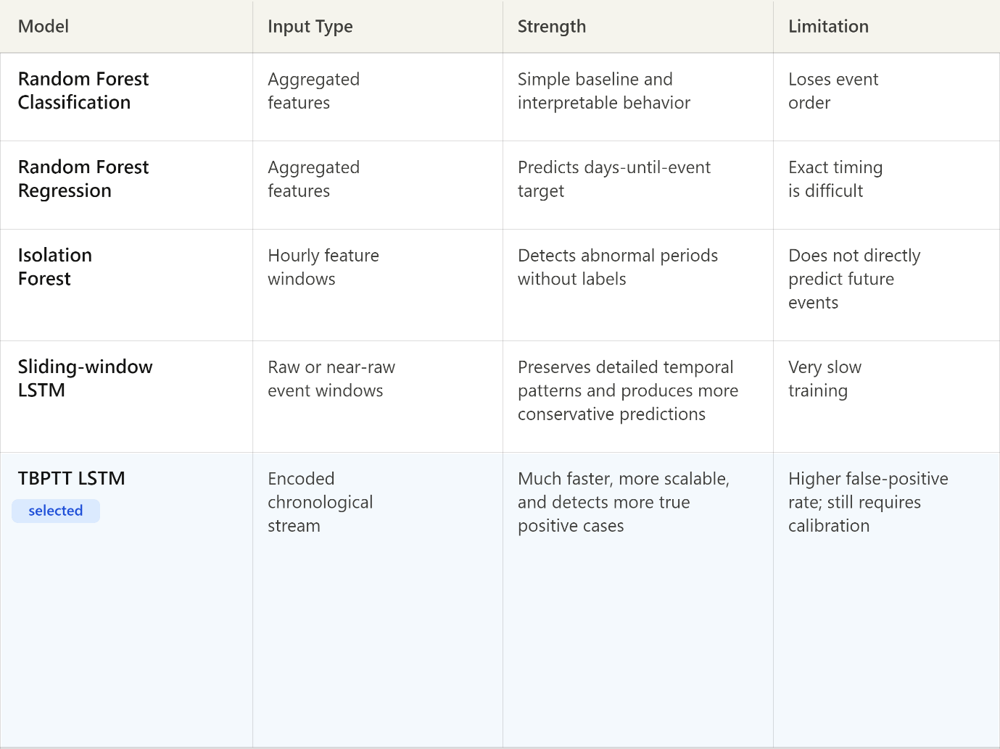 Model
Input Type
Strength
Limitation
Random Forest
Classification
Aggregated
features
Simple baseline and
interpretable behavior
Loses event
order
Random Forest
Regression
Aggregated
features
Predicts days-until-event
target
Exact timing
is difficult
Isolation
Forest
Hourly feature
windows
Detects abnormal periods
without labels
Does not directly
predict future
events
Sliding-window
LSTM
Raw or near-raw
event windows
Preserves detailed temporal
patterns and produces more
conservative predictions
Very slow
training
TBPTT LSTM
selected
Encoded
chronological
stream
Much faster, more scalable,
and detects more true
positive cases
Higher false-positive
rate; still requires
calibration